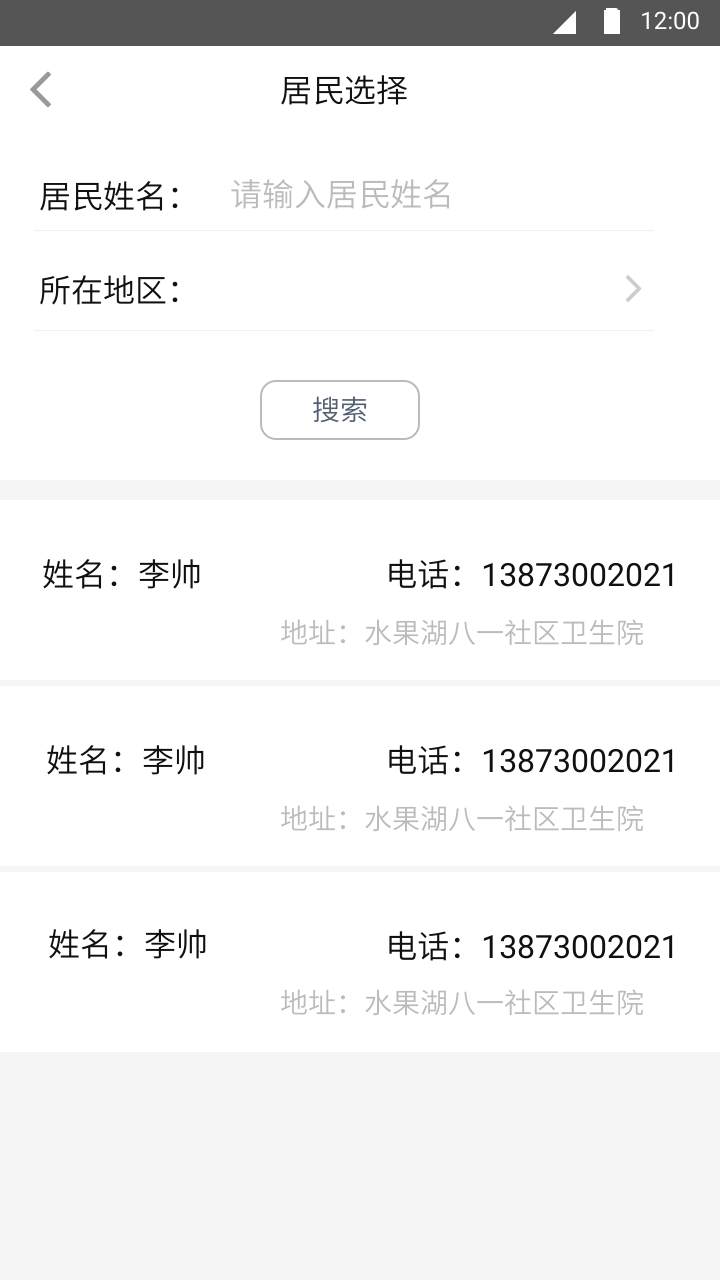 12:00
居民选择
居民姓名： 请输入居民姓名
所在地区：
搜索
姓名：李帅 电话：13873002021
地址：水果湖八一社区卫生院
姓名：李帅 电话：13873002021
地址：水果湖八一社区卫生院
姓名：李帅 电话：13873002021
地址：水果湖八一社区卫生院